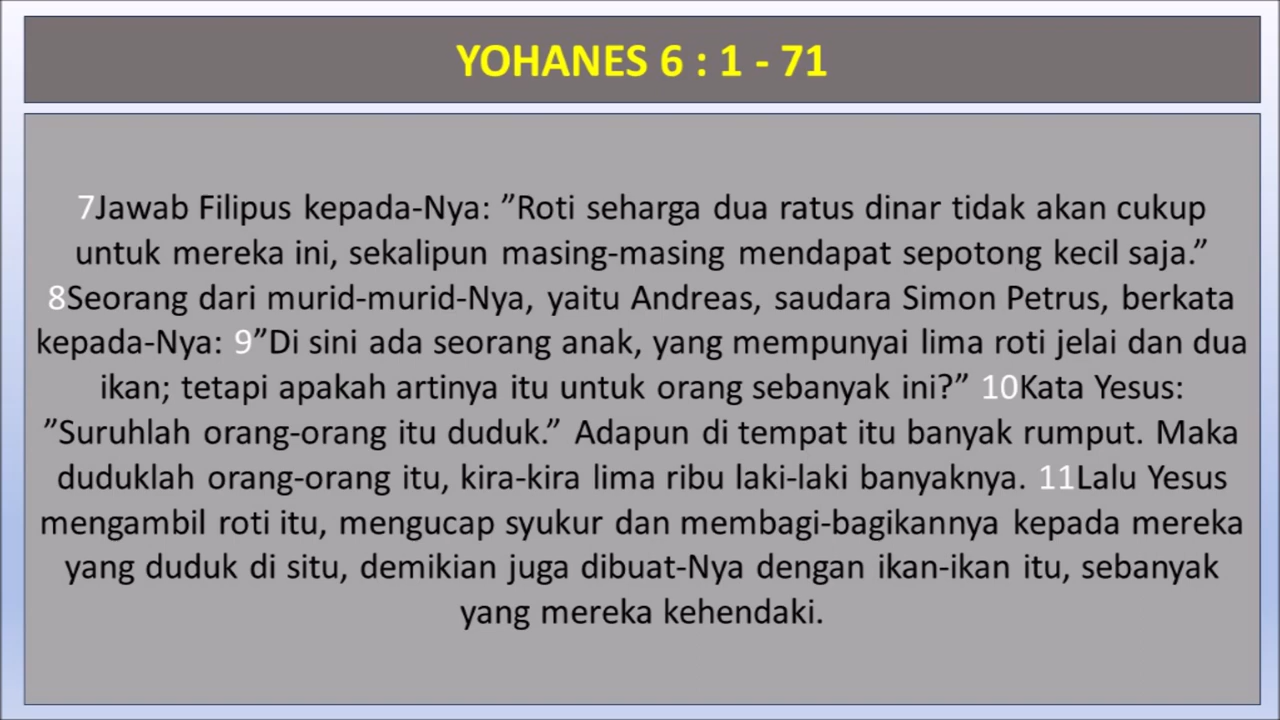 YOHANES 6 : 1 - 71
7Jawab Filipus kepada-Nya: ”Roti seharga dua ratus dinar tidak akan cukup
untuk mereka ini, sekalipun masing-masing mendapat sepotong kecil saja.”
8Seorang dari murid-murid-Nya, yaitu Andreas, saudara Simon Petrus, berkata
kepada-Nya: 9”Di sini ada seorang anak, yang mempunyai lima roti jelai dan dua
ikan; tetapi apakah artinya itu untuk orang sebanyak ini?” 10Kata Yesus:
”Suruhlah orang-orang itu duduk.” Adapun di tempat itu banyak rumput. Maka
duduklah orang-orang itu, kira-kira lima ribu laki-laki banyaknya. 11Lalu Yesus
mengambil roti itu, mengucap syukur dan membagi-bagikannya kepada mereka
yang duduk di situ, demikian juga dibuat-Nya dengan ikan-ikan itu, sebanyak
yang mereka kehendaki.